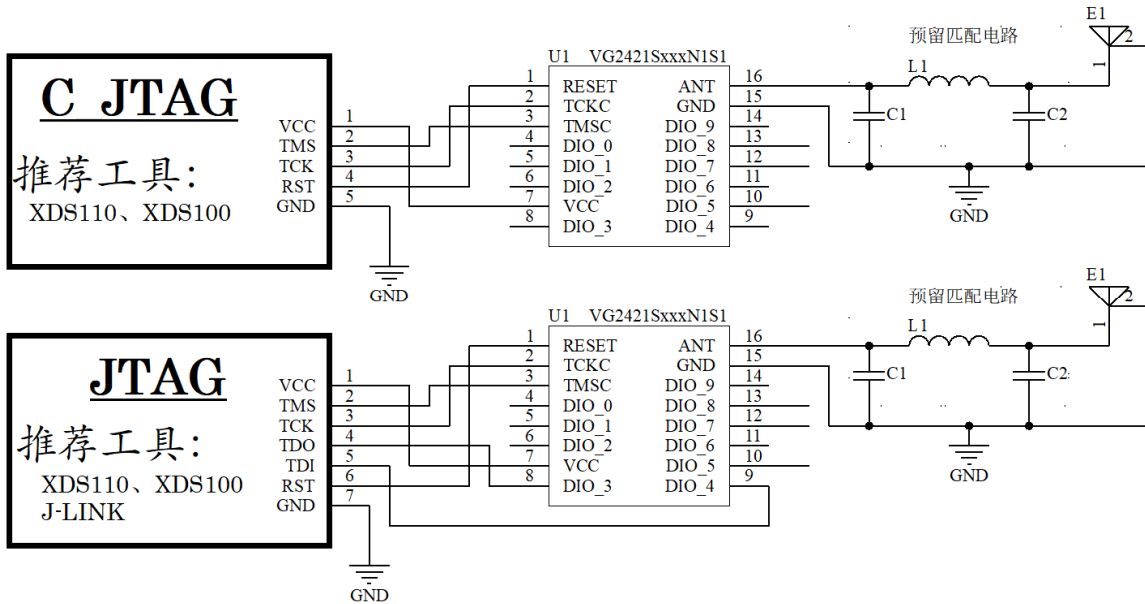 C JTAG
推荐工具:
XDS110、XDS100
VCC 1
TMS 2
TCK 3
RST 4
GND 5
GND
U1 VG2421SxxxN1S1
1 RESET ANT 16
2 TCKC GND 15
3 TMSC DIO_9 14
4 DIO_0 DIO_8 13
5 DIO_1 DIO_7 12
6 DIO_2 DIO_6 11
7 VCC DIO_5 10
8 DIO_3 DIO_4 9
预留匹配电路
L1
C1
C2
GND
E1
2
1
JTAG
推荐工具:
XDS110、XDS100
J-LINK
VCC 1
TMS 2
TCK 3
TDO 4
TDI 5
RST 6
GND 7
GND
U1 VG2421SxxxN1S1
1 RESET ANT 16
2 TCKC GND 15
3 TMSC DIO_9 14
4 DIO_0 DIO_8 13
5 DIO_1 DIO_7 12
6 DIO_2 DIO_6 11
7 VCC DIO_5 10
8 DIO_3 DIO_4 9
预留匹配电路
L1
C1
C2
GND
E1
2
1